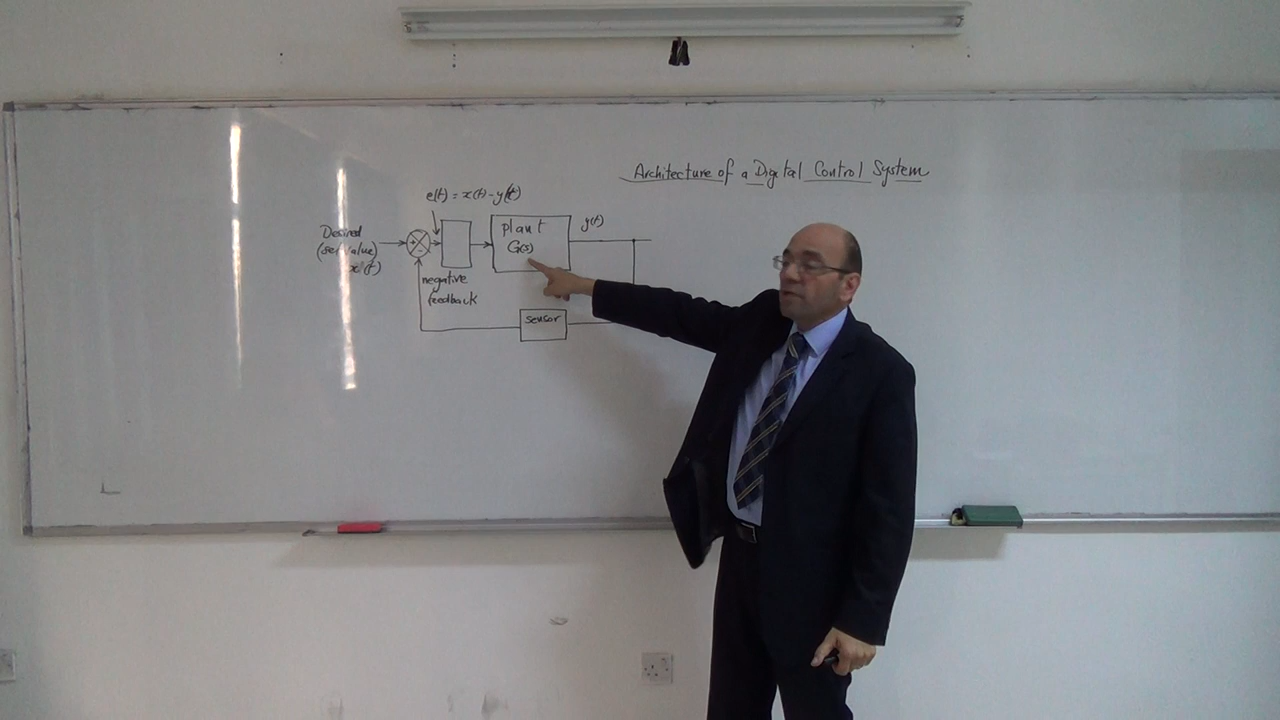 Architecture of a Digital Control System
e(t) = x(t) - y(t)
Desired
(set value)
x(t)
+
-
plant
G(s)
y(t)
negative
feedback
sensor